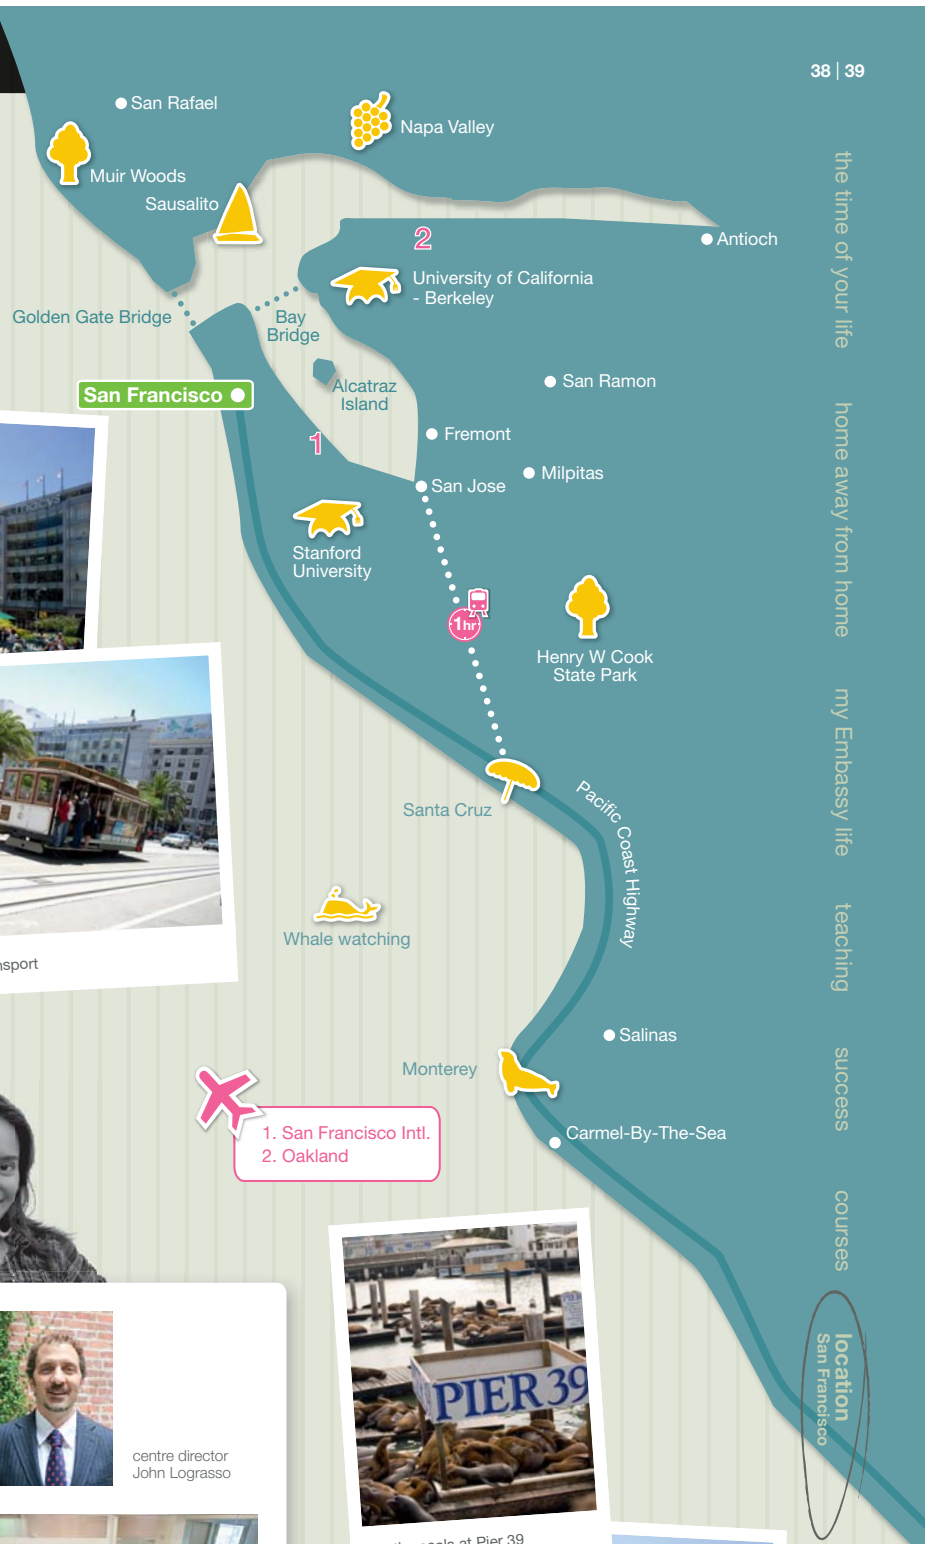 38 | 39
San Rafael
Napa Valley
Muir Woods
Sausalito
2
Antioch
University of California
- Berkeley
Golden Gate Bridge
Bay
Bridge
San Francisco
Alcatraz
Island
San Ramon
1
Fremont
San Jose
Milpitas
macys
Stanford
University
1hr
Henry W Cook
State Park
Santa Cruz
Pacific Coast Highway
Whale watching
Salinas
Monterey
Carmel-By-The-Sea
1. San Francisco Intl.
2. Oakland
PIER 39
centre director
John Lograsso
at Pier 39
the time of your life
home away from home
my Embassy life
teaching
success
courses
location
San Francisco